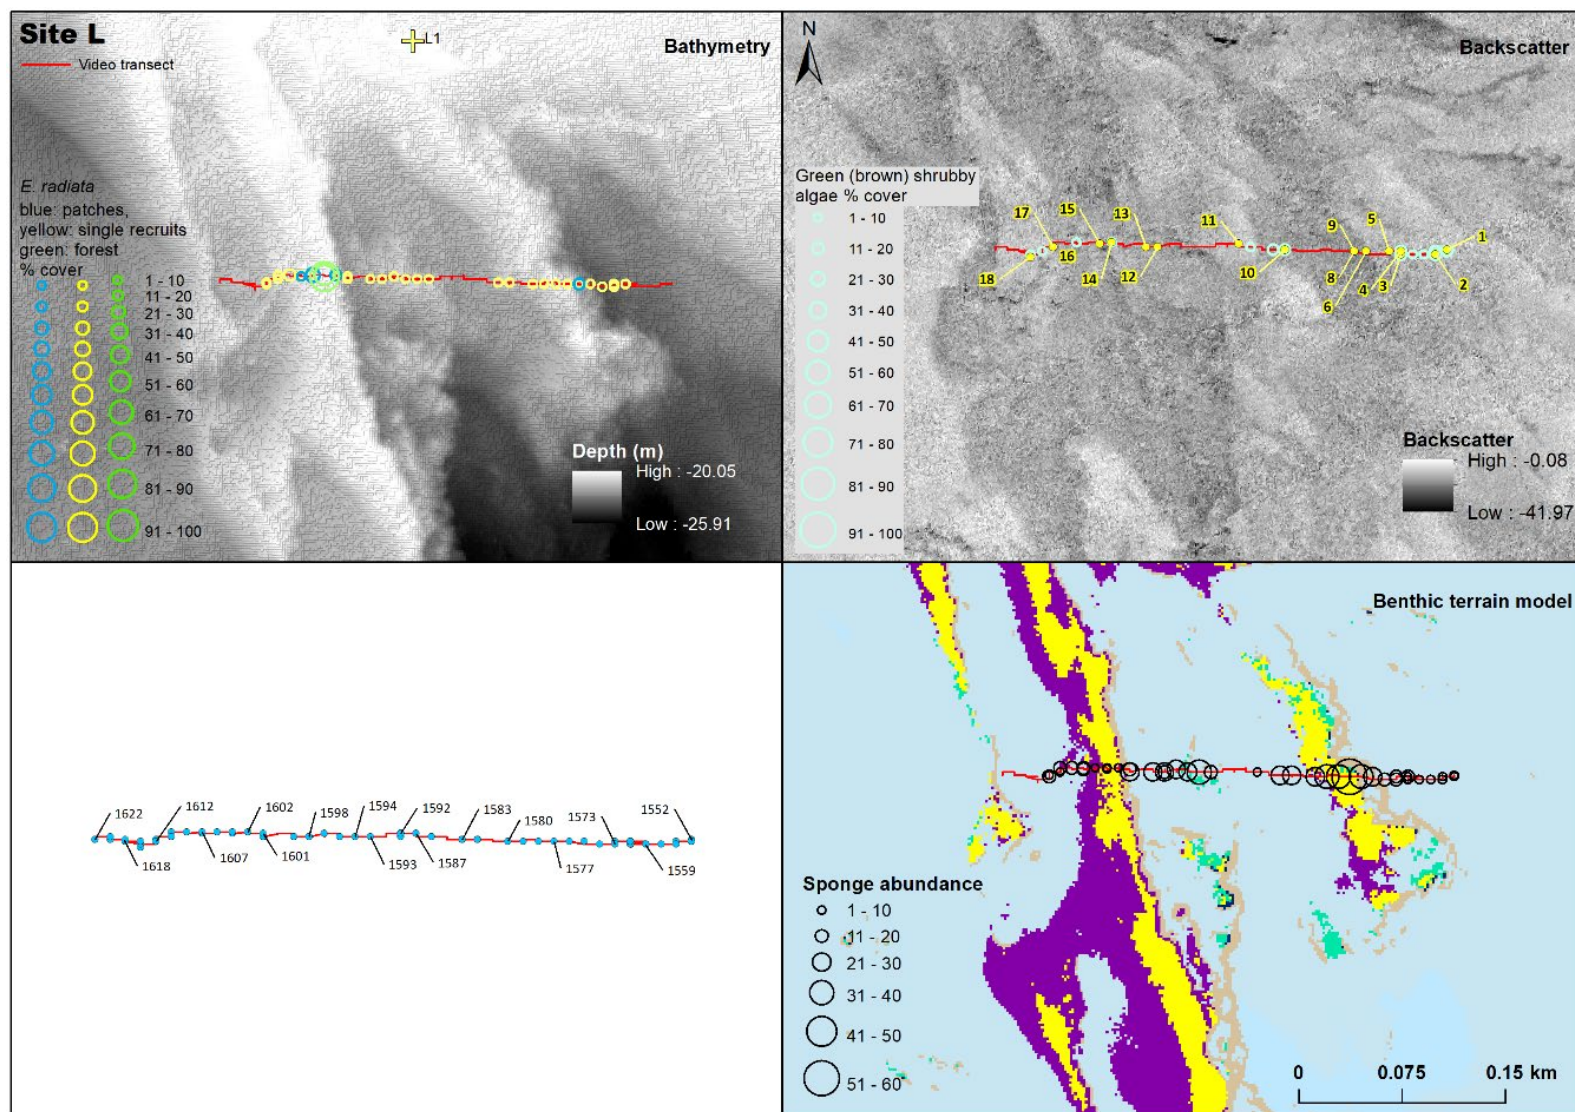 Site L
L1
Bathymetry
Video transect
E. radiata
blue: patches,
yellow: single recruits
green: forest
% cover
1 - 10
11 - 20
21 - 30
31 - 40
41 - 50
51 - 60
61 - 70
71 - 80
81 - 90
91 - 100
Depth (m)
High : -20.05
Low : -25.91
N
Backscatter
Green (brown) shrubby
algae % cover
1 - 10
11 - 20
21 - 30
31 - 40
41 - 50
51 - 60
61 - 70
71 - 80
81 - 90
91 - 100
17
15
13
11
9
5
1
18
16
14
12
10
8
6
4
3
2
Backscatter
High : -0.08
Low : -41.97
1622
1612
1602
1598
1594
1592
1583
1580
1573
1552
1618
1607
1601
1593
1587
1577
1559
Benthic terrain model
Sponge abundance
1 - 10
11 - 20
21 - 30
31 - 40
41 - 50
51 - 60
0 0.075 0.15 km